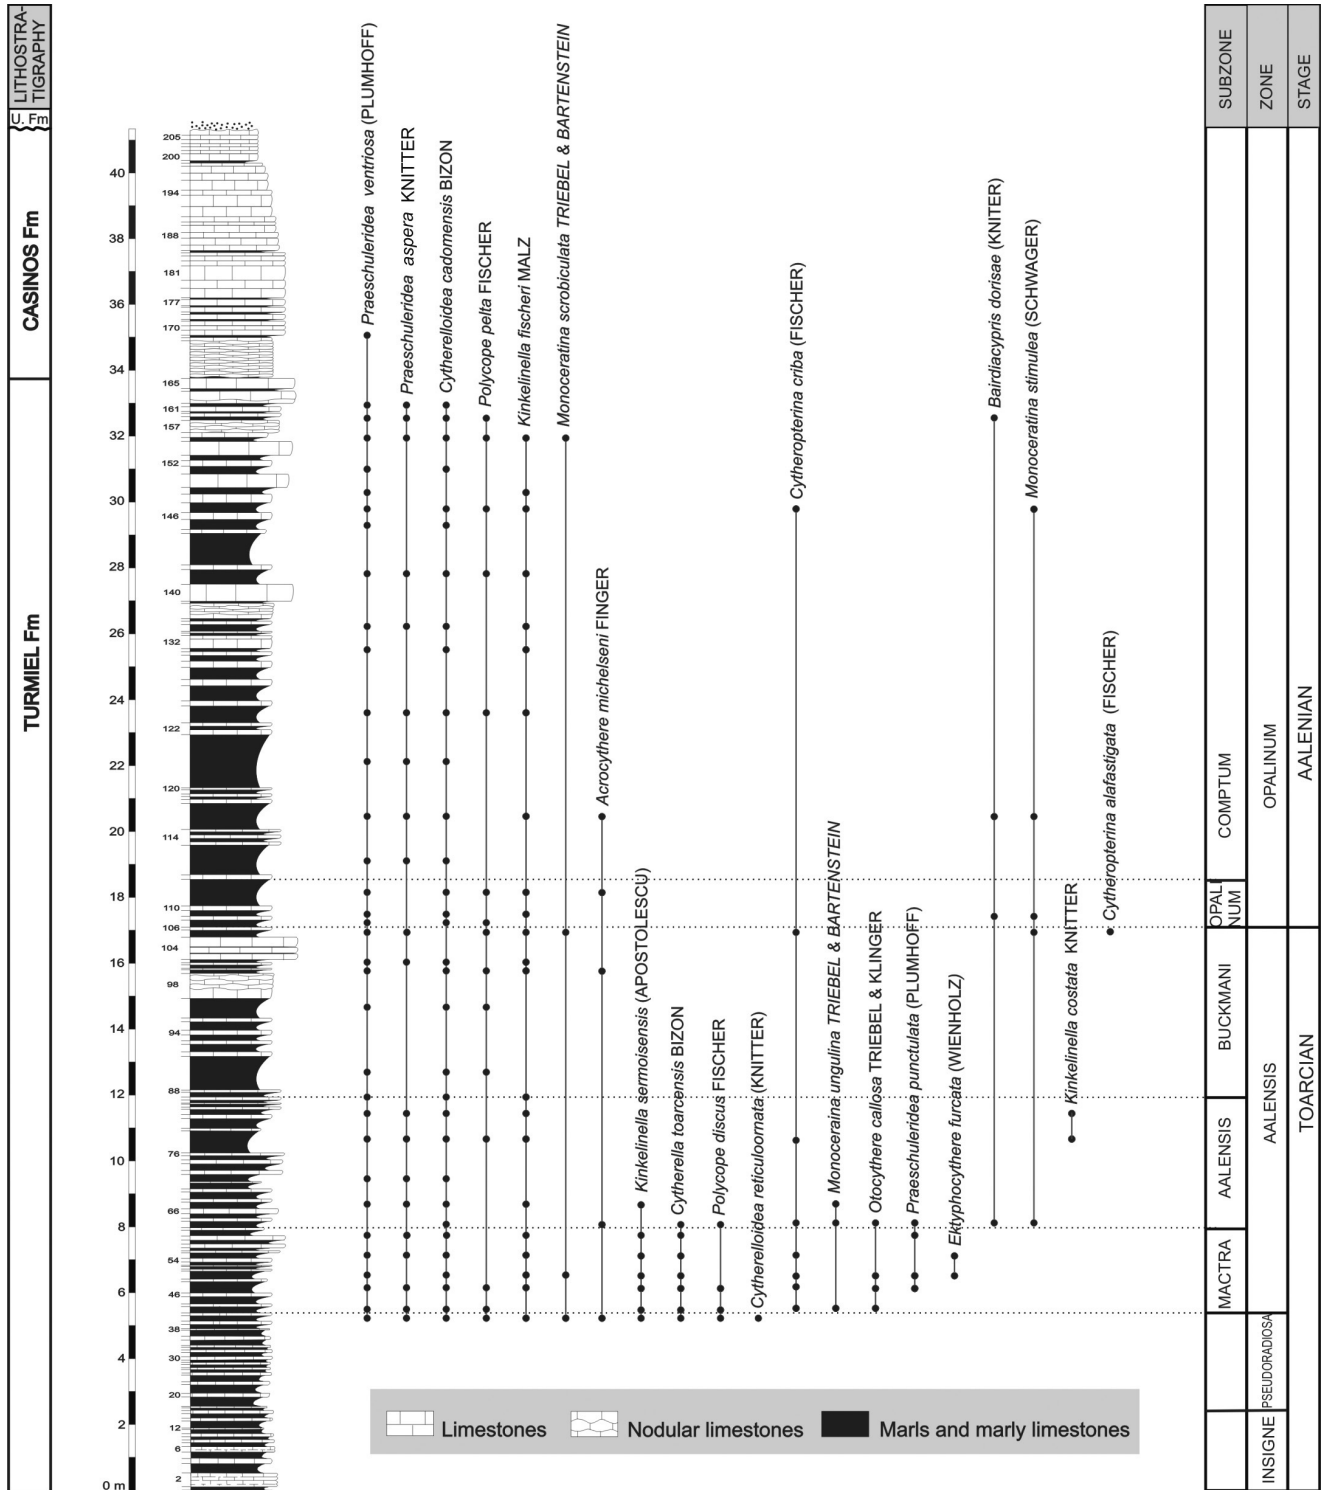 LITHOSTRA-
TIGRAPHY
U. Fm
CASINOS Fm
TURMIEL Fm
40
38
36
34
32
30
28
26
24
22
20
18
16
14
12
10
8
6
4
2
0 m
205
200
194
188
181
177
170
165
161
157
152
146
140
132
122
120
114
110
106
104
98
94
88
76
66
54
46
38
30
20
12
6
2
Praeschuleridea ventriosa (PLUMHOFF)
Praeschuleridea aspera KNITTER
Cytherelloidea cadomensis BIZON
Polycope pelta FISCHER
Kinkelinella fischeri MALZ
Monoceratina scrobiculata TRIEBEL & BARTENSTEIN
Acrocythere michelseni FINGER
Kinkelinella sermoisensis (APOSTOLESCU)
Cytherella toarcensis BIZON
Polycope discus FISCHER
Cytherelloidea reticuloornata (KNITTER)
Cytheropterina criba (FISCHER)
Monoceraina ungulina TRIEBEL & BARTENSTEIN
Otocythere callosa TRIEBEL & KLINGER
Praeschuleridea punctulata (PLUMHOFF)
Ektyphocythere furcata (WIENHOLZ)
Bairdiacypris dorisae (KNITER)
Monoceratina stimulea (SCHWAGER)
Kinkelinella costata KNITTER
Cytheropterina alafastigata (FISCHER)
SUBZONE
ZONE
STAGE
COMPTUM
OPALI
NUM
BUCKMANI
AALENSIS
MACTRA
OPALINUM
AALENSIS
PSEUDORADIOSA
INSIGNE
AALENIAN
TOARCIAN
Limestones
Nodular limestones
Marls and marly limestones